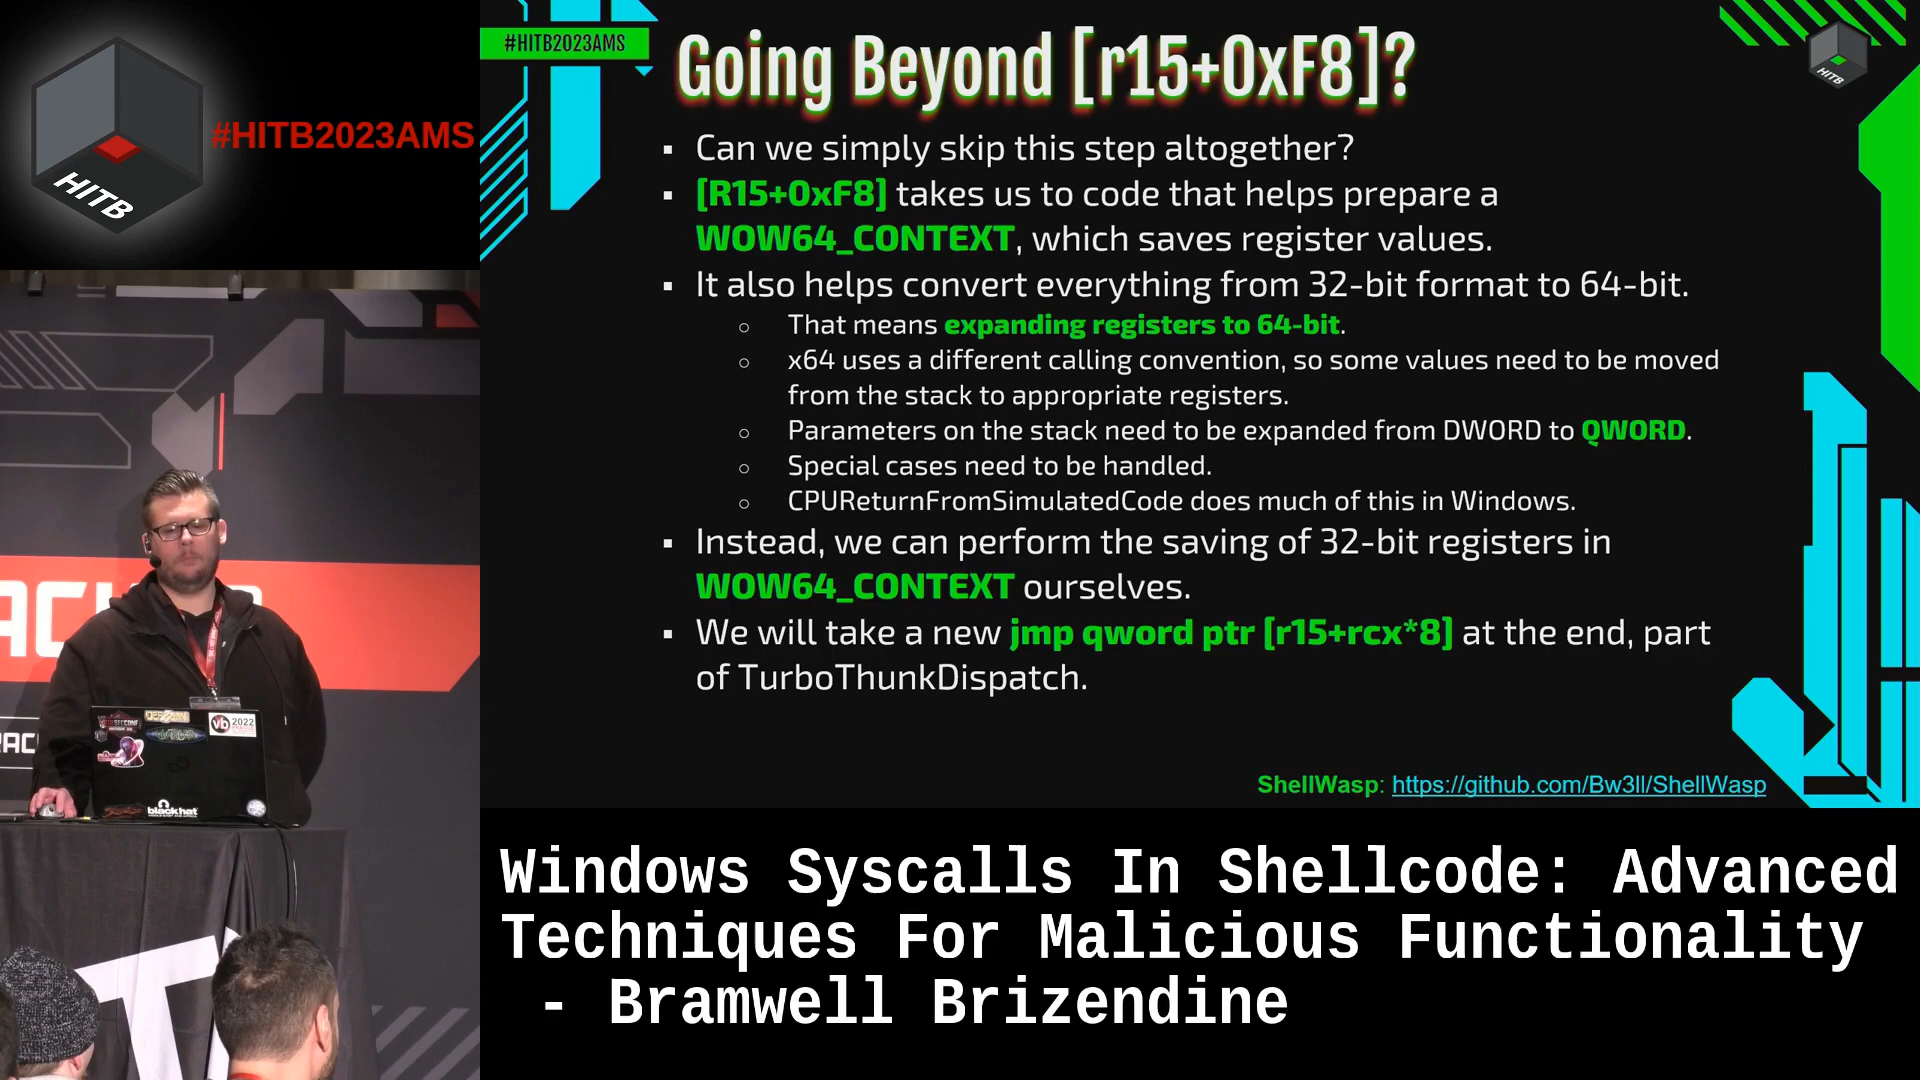 #HITB2023AMS
HITB
#HITB2023AMS
Going Beyond [r15+0xF8]?
HITB
▪ Can we simply skip this step altogether?
▪ [R15+0xF8] takes us to code that helps prepare a
WOW64_CONTEXT, which saves register values.
▪ It also helps convert everything from 32-bit format to 64-bit.
○ That means expanding registers to 64-bit.
○ x64 uses a different calling convention, so some values need to be moved
from the stack to appropriate registers.
○ Parameters on the stack need to be expanded from DWORD to QWORD.
○ Special cases need to be handled.
○ CPUReturnFromSimulatedCode does much of this in Windows.
▪ Instead, we can perform the saving of 32-bit registers in
WOW64_CONTEXT ourselves.
▪ We will take a new jmp qword ptr [r15+rcx*8] at the end, part
of TurboThunkDispatch.
ShellWasp: https://github.com/Bw3ll/ShellWasp
vb 2022
black hat
Windows Syscalls In Shellcode: Advanced
Techniques For Malicious Functionality
- Bramwell Brizendine